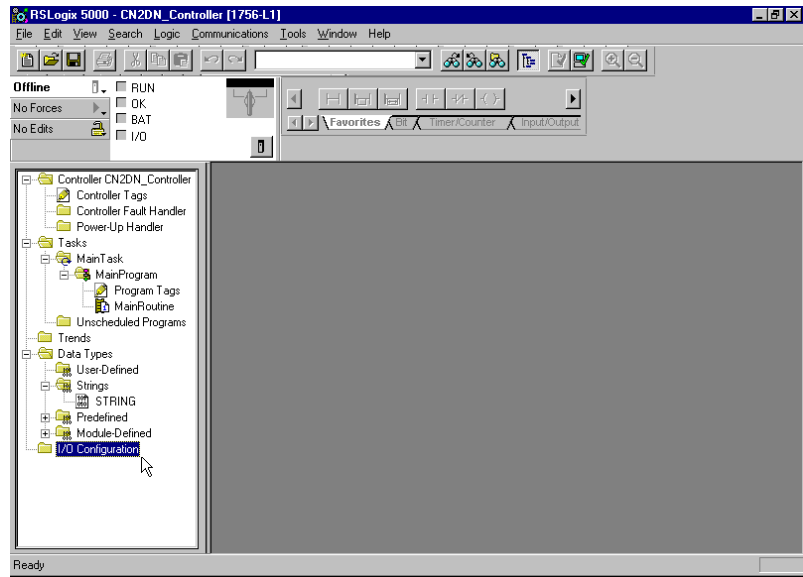 RSLogix 5000 - CN2DN_Controller [1756-L1]
File Edit View Search Logic Communications Tools Window Help
Offline
RUN
No Forces
OK
BAT
No Edits
I/O
Favorites Bit Timer/Counter Input/Output
Controller CN2DN_Controller
Controller Tags
Controller Fault Handler
Power-Up Handler
Tasks
MainTask
MainProgram
Program Tags
MainRoutine
Unscheduled Programs
Trends
Data Types
User-Defined
Strings
STRING
Predefined
Module-Defined
I/O Configuration
Ready